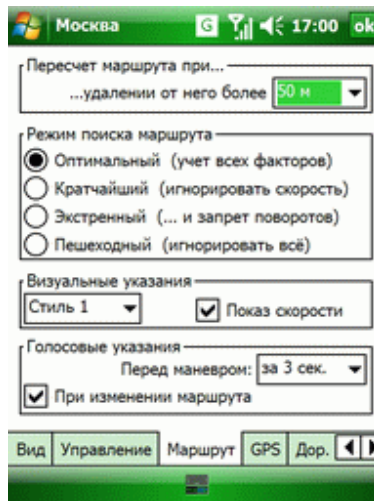 Москва G 17:00 ok
Пересчет маршрута при...
...удалении от него более 50 м
Режим поиска маршрута
Оптимальный (учет всех факторов)
Кратчайший (игнорировать скорость)
Экстренный (... и запрет поворотов)
Пешеходный (игнорировать всё)
Визуальные указания
Стиль 1 Показ скорости
Голосовые указания
Перед маневром: за 3 сек.
При изменении маршрута
Вид Управление Маршрут GPS Дор.